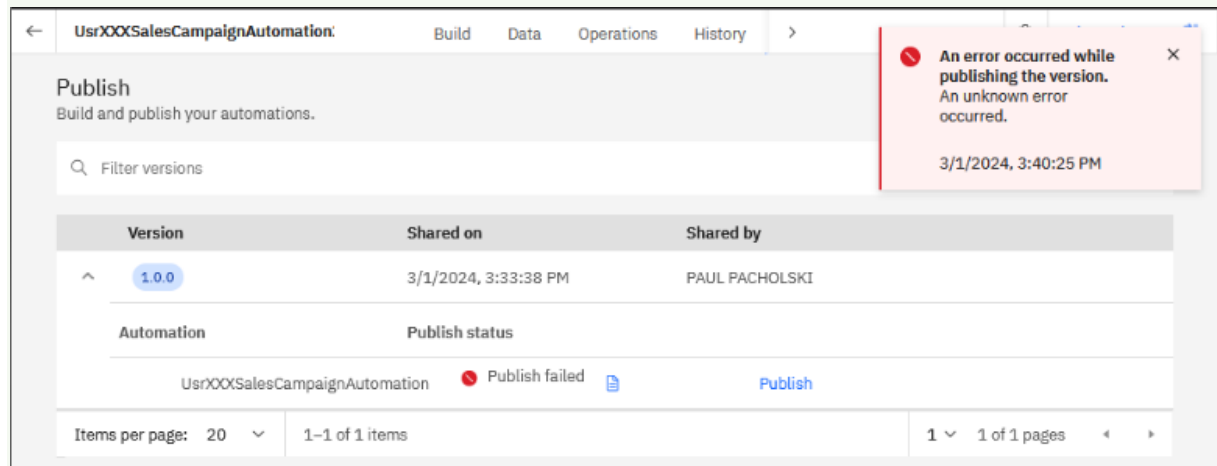 UsrXXXSalesCampaignAutomation:
Build Data Operations History
An error occurred while
publishing the version.
An unknown error
occurred.
3/1/2024, 3:40:25 PM
Publish
Build and publish your automations.
Filter versions
Version Shared on Shared by
1.0.0 3/1/2024, 3:33:38 PM PAUL PACHOLSKI
Automation Publish status
UsrXXXSalesCampaignAutomation Publish failed Publish
Items per page: 20 1–1 of 1 items 1 1 of 1 pages